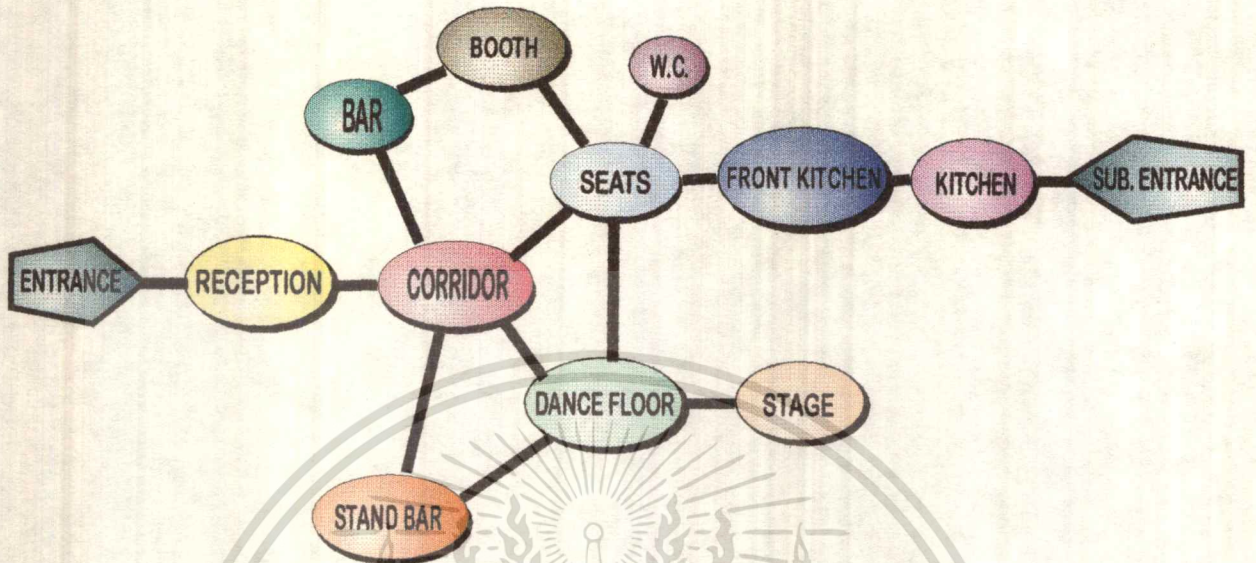 BOOTH
W.C.
BAR
SEATS
FRONT KITCHEN
KITCHEN
SUB. ENTRANCE
ENTRANCE
RECEPTION
CORRIDOR
DANCE FLOOR
STAGE
STAND BAR